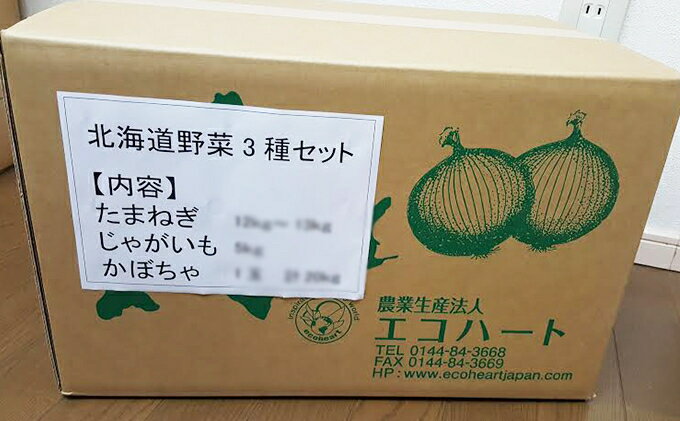 北海道野菜3種セット
【内容】
たまねぎ
じゃがいも
かぼちゃ
ecoheart
農業生産法人
エコハート
TEL 0144-84-3668
FAX 0144-84-3669
HP: www.ecoheartjapan.com